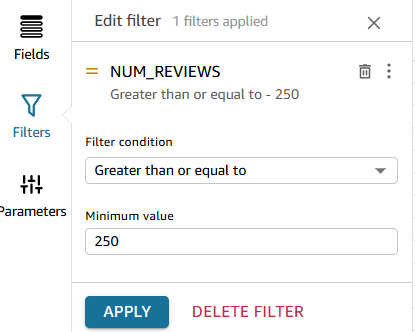 Edit filter 1 filters applied
Fields
NUM_REVIEWS
Greater than or equal to - 250
Filters
Filter condition
Greater than or equal to
Parameters
Minimum value
250
APPLY DELETE FILTER